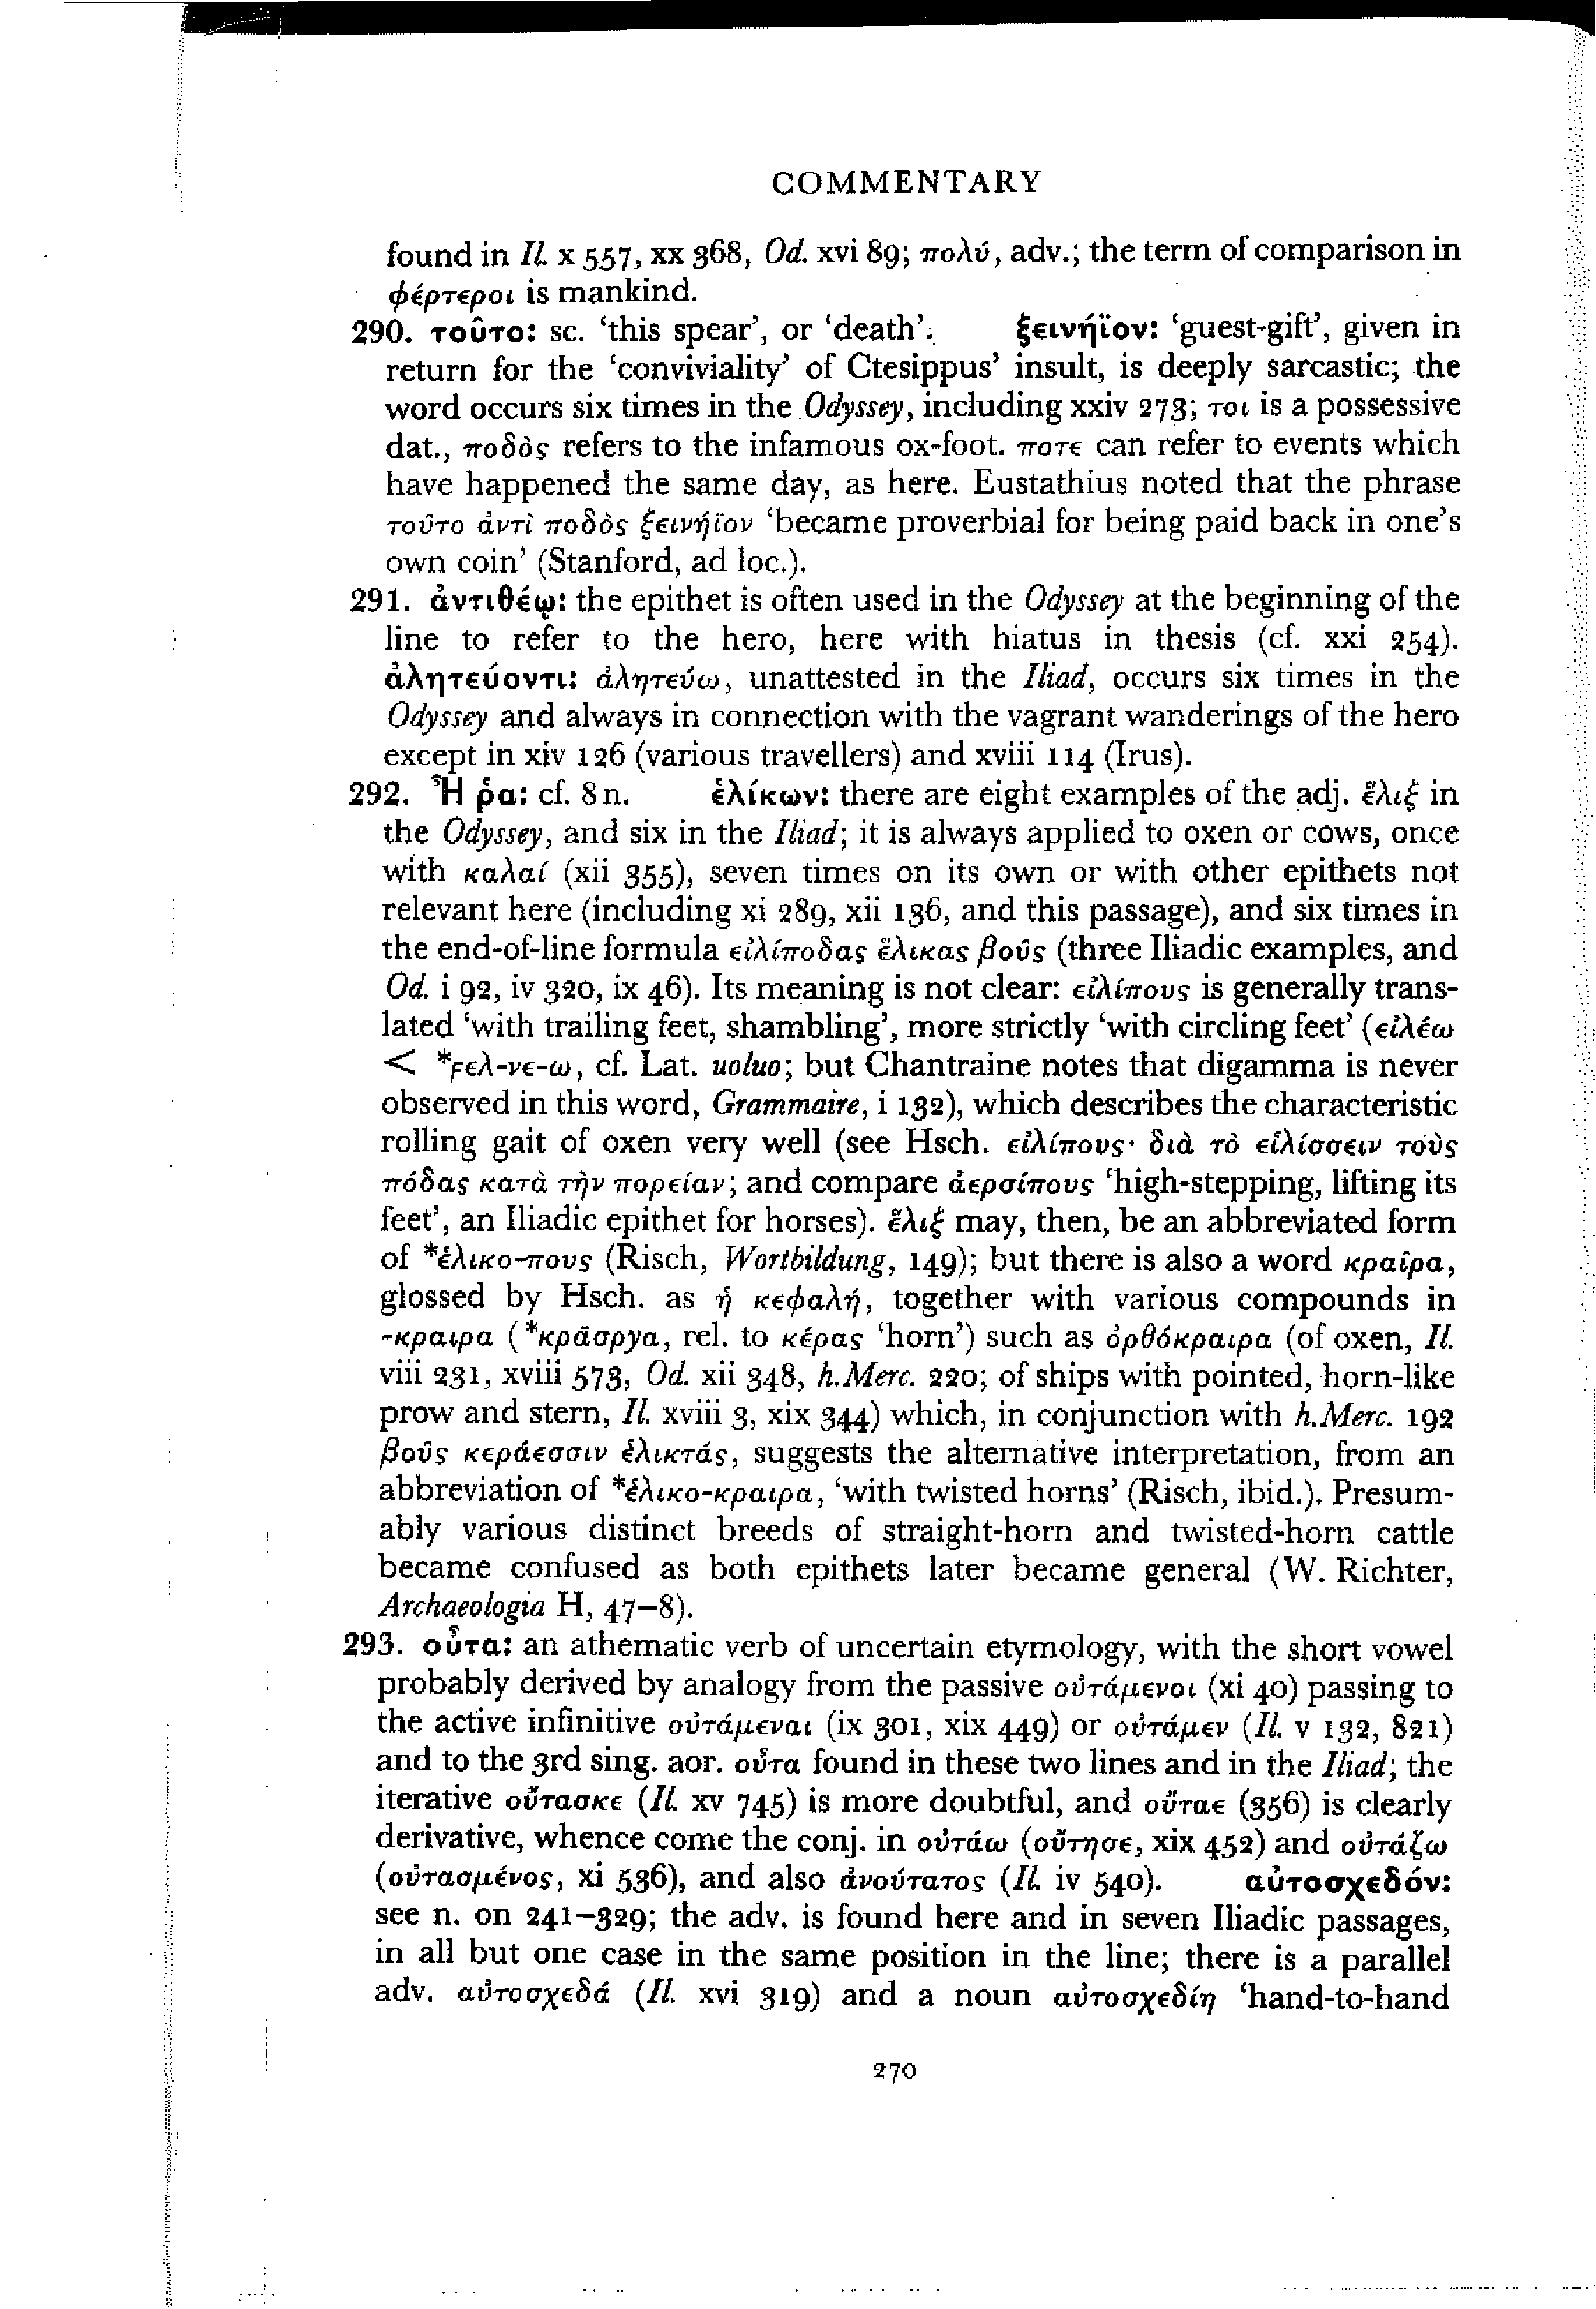 COMMENTARY
found in Il. x 557, xx 368, Od. xvi 89; πολύ, adv.; the term of comparison in
φέρτεροι is mankind.
290. τοῦτο: sc. ‘this spear’, or ‘death’. ξεινήϊον: ‘guest-gift’, given in
return for the ‘conviviality’ of Ctesippus’ insult, is deeply sarcastic; the
word occurs six times in the Odyssey, including xxiv 273; τοι is a possessive
dat., ποδὸς refers to the infamous ox-foot. ποτε can refer to events which
have happened the same day, as here. Eustathius noted that the phrase
τοῦτο ἀντὶ ποδὸς ξεινήϊον ‘became proverbial for being paid back in one’s
own coin’ (Stanford, ad loc.).
291. ἀντιθέῳ: the epithet is often used in the Odyssey at the beginning of the
line to refer to the hero, here with hiatus in thesis (cf. xxi 254).
ἀλητεύοντι: ἀλητεύω, unattested in the Iliad, occurs six times in the
Odyssey and always in connection with the vagrant wanderings of the hero
except in xiv 126 (various travellers) and xviii 114 (Irus).
292. Ἦ ῥα: cf. 8 n. ἑλίκων: there are eight examples of the adj. ἕλιξ in
the Odyssey, and six in the Iliad; it is always applied to oxen or cows, once
with καλαί (xii 355), seven times on its own or with other epithets not
relevant here (including xi 289, xii 136, and this passage), and six times in
the end-of-line formula εἰλίποδας ἕλικας βοῦς (three Iliadic examples, and
Od. i 92, iv 320, ix 46). Its meaning is not clear: εἰλίπους is generally trans-
lated ‘with trailing feet, shambling’, more strictly ‘with circling feet’ (εἰλέω
< *ϝελ-νε-ω, cf. Lat. uoluo; but Chantraine notes that digamma is never
observed in this word, Grammaire, i 132), which describes the characteristic
rolling gait of oxen very well (see Hsch. εἰλίπους· διὰ τὸ εἱλίσσειν τοὺς
πόδας κατὰ τὴν πορείαν; and compare ἀερσίπους ‘high-stepping, lifting its
feet’, an Iliadic epithet for horses). ἕλιξ may, then, be an abbreviated form
of *ἑλικο-πους (Risch, Wortbildung, 149); but there is also a word κραῖρα,
glossed by Hsch. as ἡ κεφαλή, together with various compounds in
-κραιρα (*κρᾱσρyα, rel. to κέρας ‘horn’) such as ὀρθόκραιρα (of oxen, Il.
viii 231, xviii 573, Od. xii 348, h.Merc. 220; of ships with pointed, horn-like
prow and stern, Il. xviii 3, xix 344) which, in conjunction with h.Merc. 192
βοῦς κεράεσσιν ἑλικτάς, suggests the alternative interpretation, from an
abbreviation of *ἑλικο-κραιρα, ‘with twisted horns’ (Risch, ibid.). Presum-
ably various distinct breeds of straight-horn and twisted-horn cattle
became confused as both epithets later became general (W. Richter,
Archaeologia H, 47–8).
293. οὖτα: an athematic verb of uncertain etymology, with the short vowel
probably derived by analogy from the passive οὐτάμενοι (xi 40) passing to
the active infinitive οὐτάμεναι (ix 301, xix 449) or οὐτάμεν (Il. v 132, 821)
and to the 3rd sing. aor. οὖτα found in these two lines and in the Iliad; the
iterative οὔτασκε (Il. xv 745) is more doubtful, and οὔταε (356) is clearly
derivative, whence come the conj. in οὐτάω (οὔτησε, xix 452) and οὐτάζω
(οὐτασμένος, xi 536), and also ἀνούτατος (Il. iv 540). αὐτοσχεδόν:
see n. on 241–329; the adv. is found here and in seven Iliadic passages,
in all but one case in the same position in the line; there is a parallel
adv. αὐτοσχεδά (Il. xvi 319) and a noun αὐτοσχεδίη ‘hand-to-hand
270